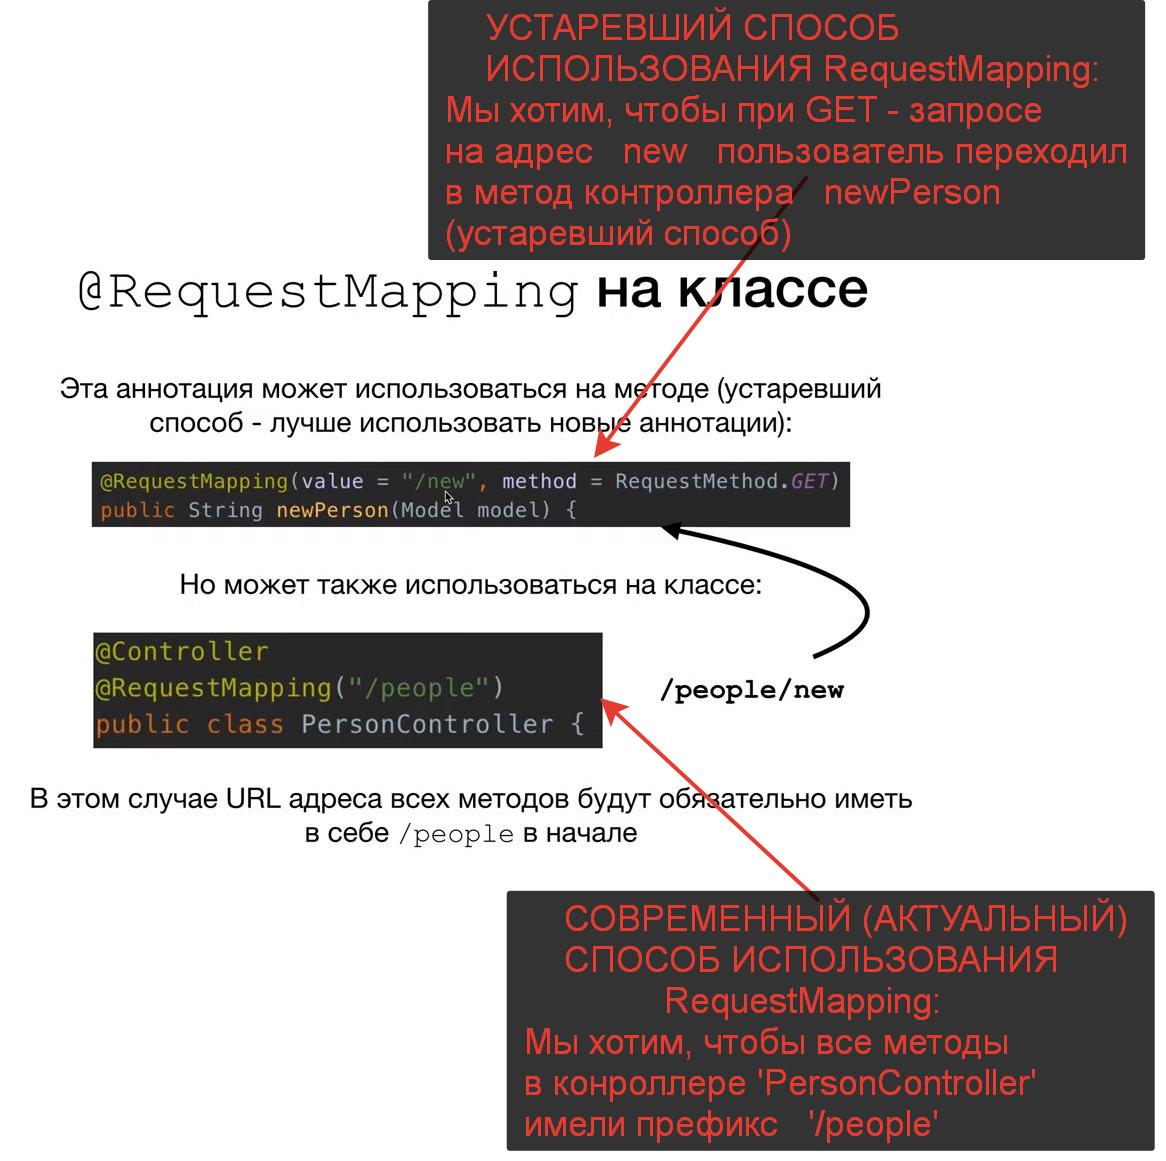 УСТАРЕВШИЙ СПОСОБ
ИСПОЛЬЗОВАНИЯ RequestMapping:
Мы хотим, чтобы при GET - запросе
на адрес new пользователь переходил
в метод контроллера newPerson
(устаревший способ)
@RequestMapping на классе
Эта аннотация может использоваться на методе (устаревший
способ - лучше использовать новые аннотации):
@RequestMapping(value = "/new", method = RequestMethod.GET)
public String newPerson(Model model) {
Но может также использоваться на классе:
@Controller
@RequestMapping("/people")
public class PersonController {
/people/new
В этом случае URL адреса всех методов будут обязательно иметь
в себе /people в начале
СОВРЕМЕННЫЙ (АКТУАЛЬНЫЙ)
СПОСОБ ИСПОЛЬЗОВАНИЯ
RequestMapping:
Мы хотим, чтобы все методы
в конроллере 'PersonController'
имели префикс '/people'